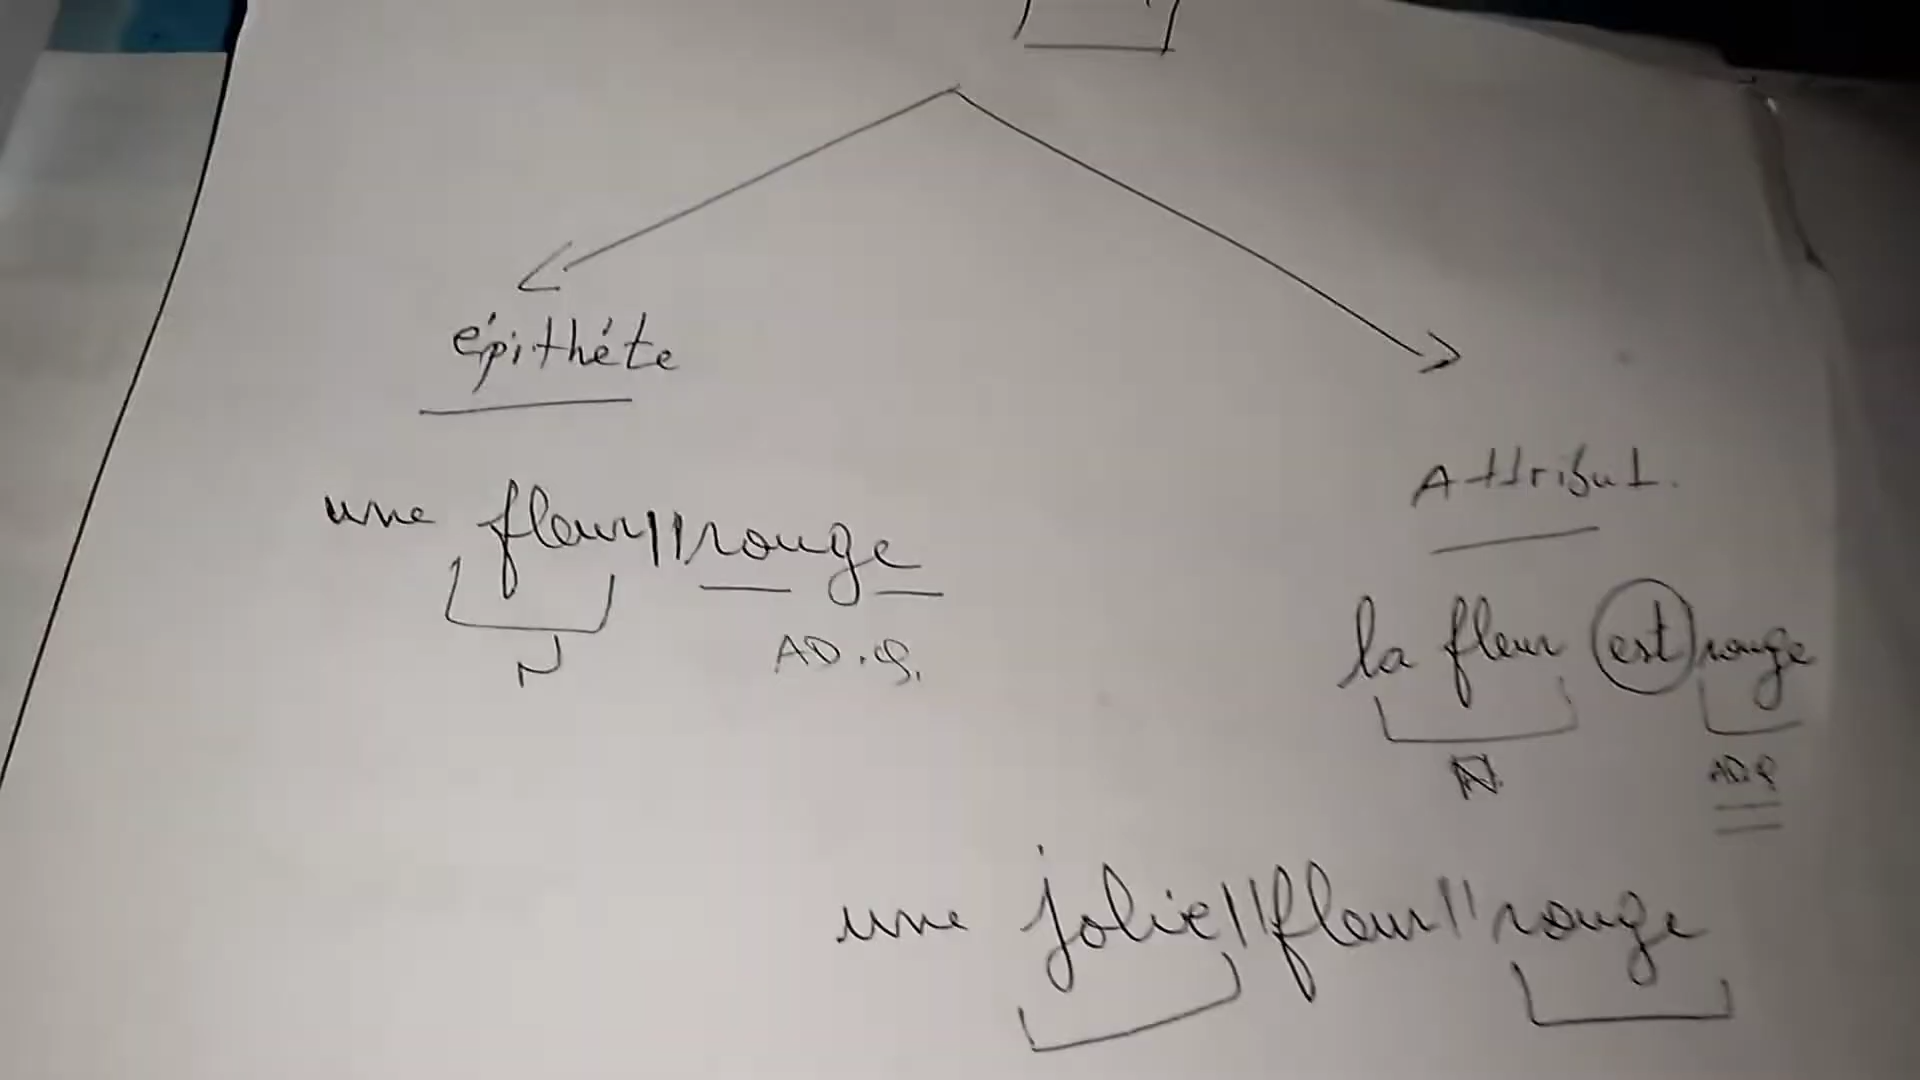 épithéte
une fleur//rouge
N AD.Q.
Attribut.
la fleur est rouge
N. AD.Q
une jolie//fleur//rouge